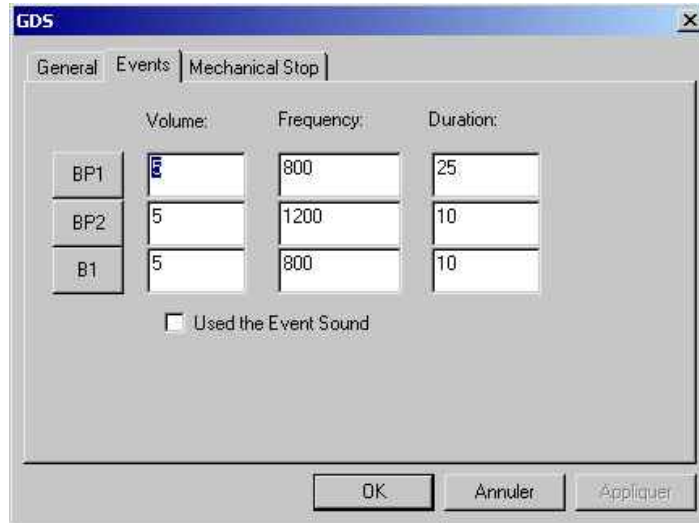 GDS
General Events Mechanical Stop
Volume: Frequency: Duration:
BP1 5 800 25
BP2 5 1200 10
B1 5 800 10
Used the Event Sound
OK Annuler Appliquer